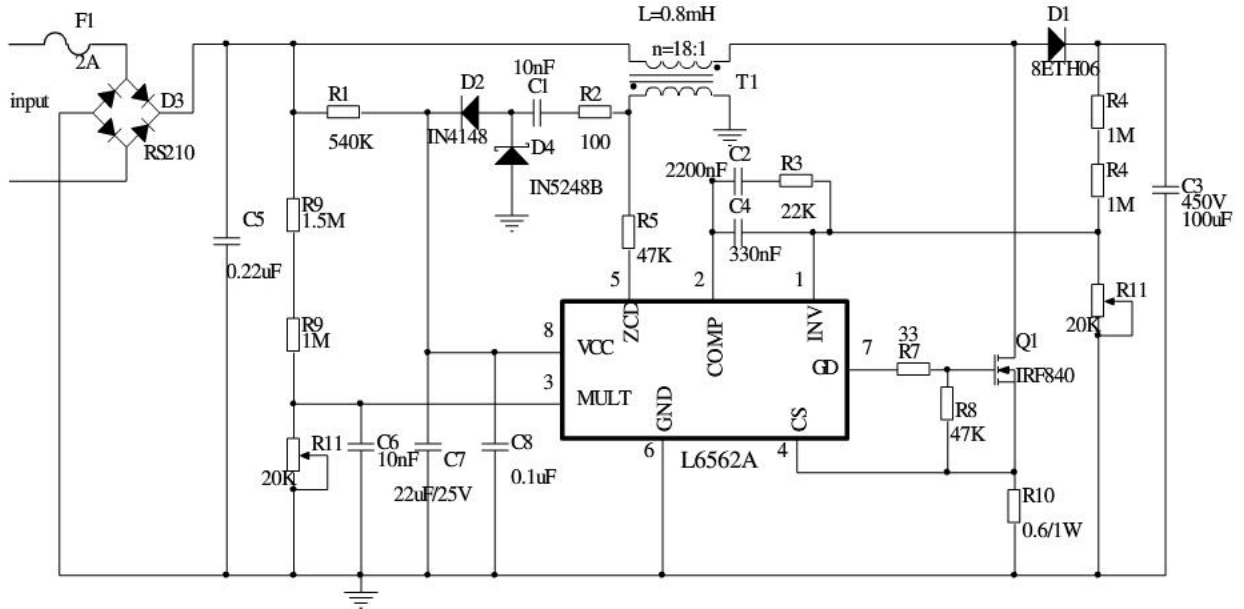 F1
2A
input
D3
RS210
L=0.8mH
n=18:1
T1
D1
8ETH06
R1
540K
D2
IN4148
10nF
C1
R2
100
D4
IN5248B
R4
1M
R4
1M
C3
450V
100uF
C2
2200nF
R3
22K
C4
330nF
C5
0.22uF
R9
1.5M
R5
47K
5
2
1
R11
20K
R9
1M
8
VCC
3
MULT
ZCD
COMP
INV
GD
7
33
R7
Q1
IRF840
GND
CS
6
4
L6562A
R8
47K
R11
20K
C6
10nF
C7
22uF/25V
C8
0.1uF
R10
0.6/1W